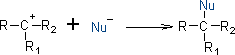 Nu
R–C⁺–R₂ + Nu⁻ → R–C–R₂
R₁ R₁